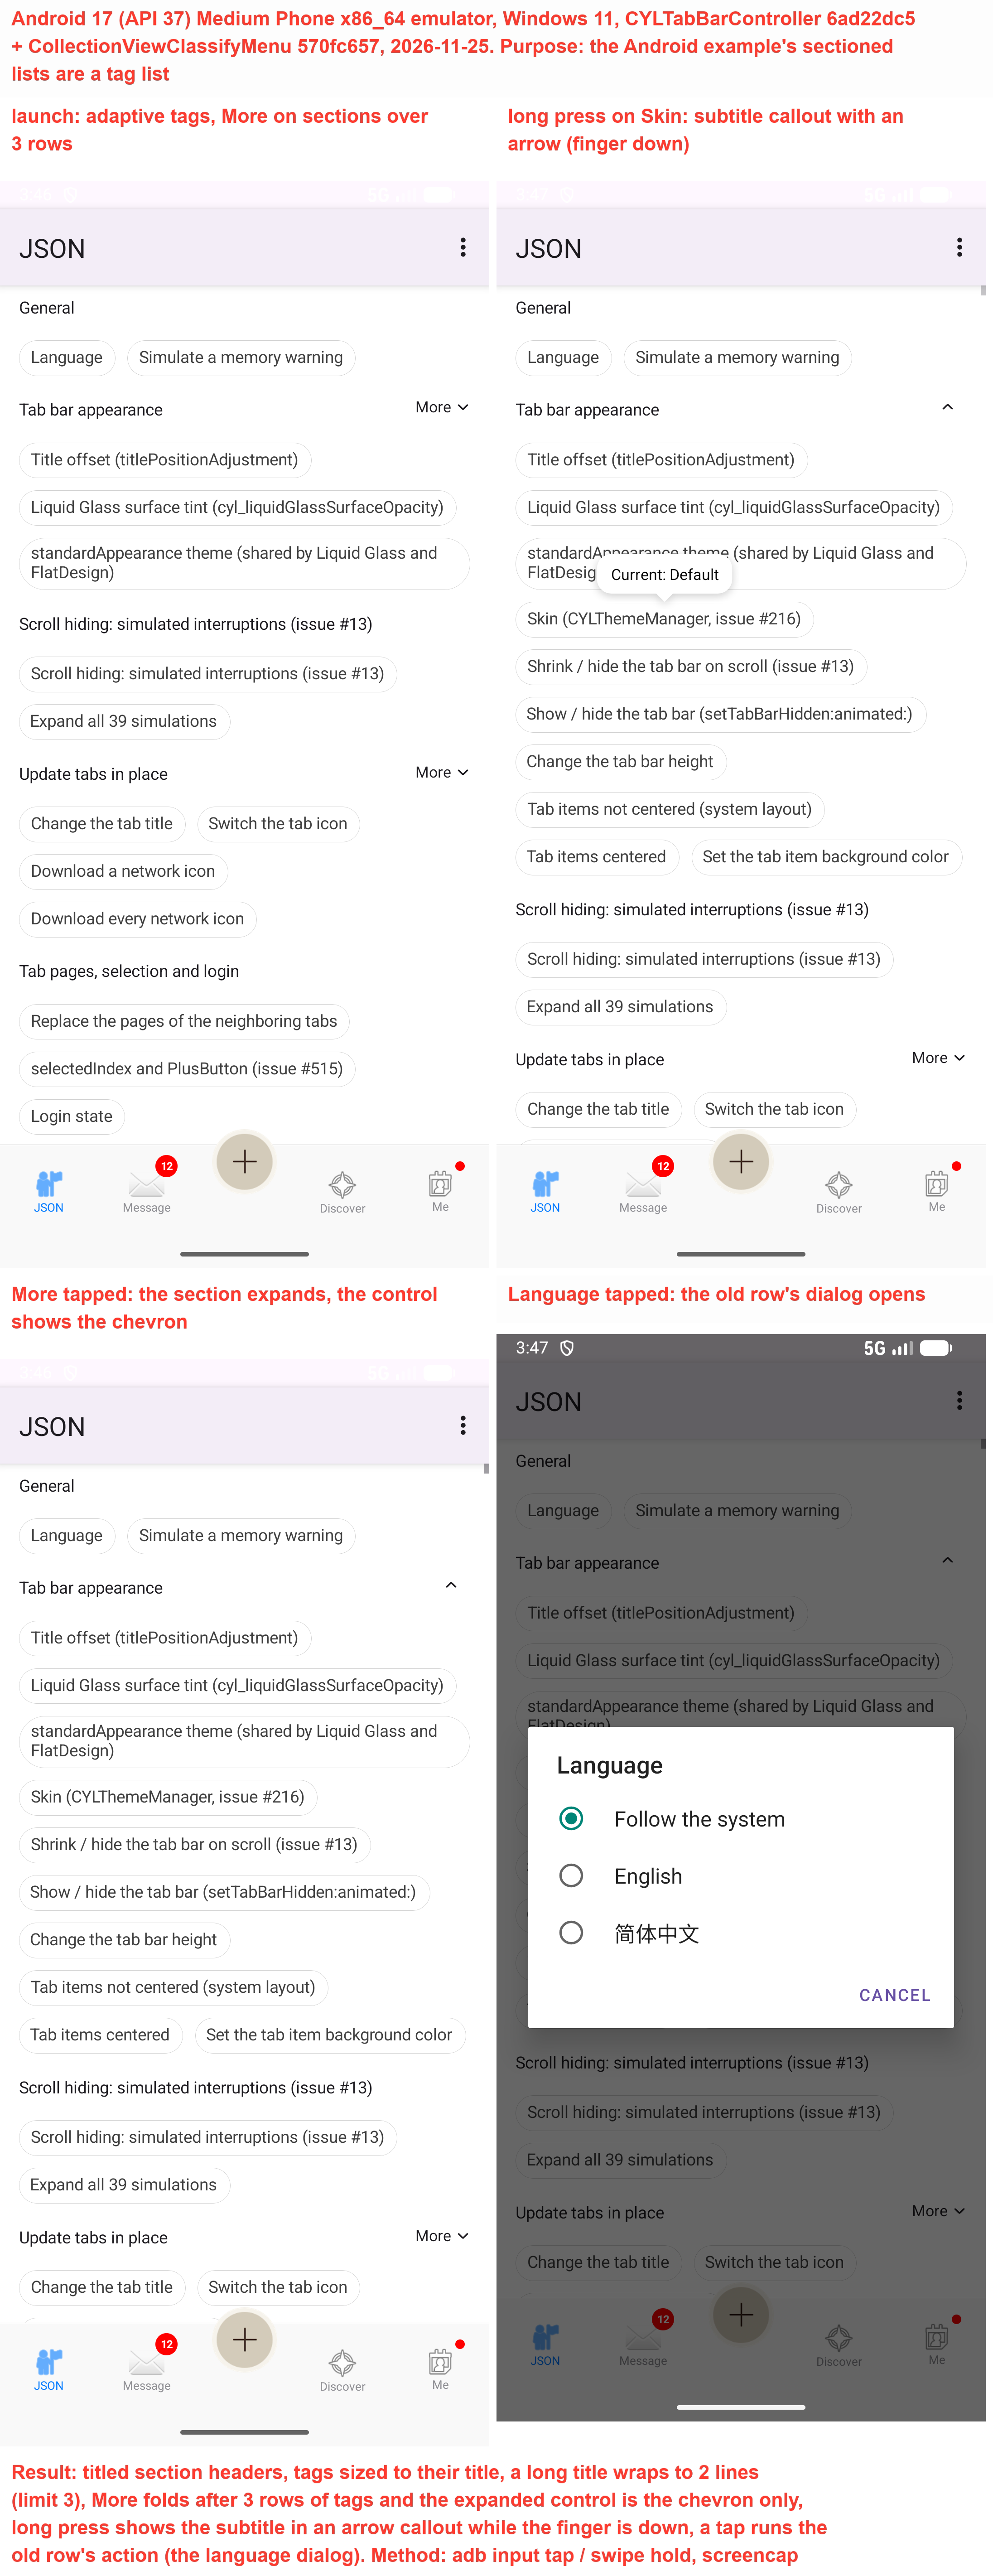 Android 17 (API 37) Medium Phone x86_64 emulator, Windows 11, CYLTabBarController 6ad22dc5
+ CollectionViewClassifyMenu 570fc657, 2026-11-25. Purpose: the Android example's sectioned
lists are a tag list
launch: adaptive tags, More on sections over
3 rows
JSON
General
Language Simulate a memory warning
Tab bar appearance More
Title offset (titlePositionAdjustment)
Liquid Glass surface tint (cyl_liquidGlassSurfaceOpacity)
standardAppearance theme (shared by Liquid Glass and
FlatDesign)
Scroll hiding: simulated interruptions (issue #13)
Scroll hiding: simulated interruptions (issue #13)
Expand all 39 simulations
Update tabs in place More
Change the tab title Switch the tab icon
Download a network icon
Download every network icon
Tab pages, selection and login
Replace the pages of the neighboring tabs
selectedIndex and PlusButton (issue #515)
Login state
12
JSON Message Discover Me
long press on Skin: subtitle callout with an
arrow (finger down)
JSON
General
Language Simulate a memory warning
Tab bar appearance
Title offset (titlePositionAdjustment)
Liquid Glass surface tint (cyl_liquidGlassSurfaceOpacity)
standardAppearance theme (shared by Liquid Glass and
FlatDesig
Current: Default
Skin (CYLThemeManager, issue #216)
Shrink / hide the tab bar on scroll (issue #13)
Show / hide the tab bar (setTabBarHidden:animated:)
Change the tab bar height
Tab items not centered (system layout)
Tab items centered Set the tab item background color
Scroll hiding: simulated interruptions (issue #13)
Scroll hiding: simulated interruptions (issue #13)
Expand all 39 simulations
Update tabs in place More
Change the tab title Switch the tab icon
12
JSON Message Discover Me
More tapped: the section expands, the control
shows the chevron
JSON
General
Language Simulate a memory warning
Tab bar appearance
Title offset (titlePositionAdjustment)
Liquid Glass surface tint (cyl_liquidGlassSurfaceOpacity)
standardAppearance theme (shared by Liquid Glass and
FlatDesign)
Skin (CYLThemeManager, issue #216)
Shrink / hide the tab bar on scroll (issue #13)
Show / hide the tab bar (setTabBarHidden:animated:)
Change the tab bar height
Tab items not centered (system layout)
Tab items centered Set the tab item background color
Scroll hiding: simulated interruptions (issue #13)
Scroll hiding: simulated interruptions (issue #13)
Expand all 39 simulations
Update tabs in place More
Change the tab title Switch the tab icon
12
JSON Message Discover Me
Language tapped: the old row's dialog opens
3:47 5G
JSON
General
Language Simulate a memory warning
Tab bar appearance
Title offset (titlePositionAdjustment)
Liquid Glass surface tint (cyl_liquidGlassSurfaceOpacity)
standardAppearance theme (shared by Liquid Glass and
FlatDesign)
Language
Follow the system
English
简体中文
CANCEL
Scroll hiding: simulated interruptions (issue #13)
Scroll hiding: simulated interruptions (issue #13)
Expand all 39 simulations
Update tabs in place More
Change the tab title Switch the tab icon
12
JSON Message Discover Me
Result: titled section headers, tags sized to their title, a long title wraps to 2 lines
(limit 3), More folds after 3 rows of tags and the expanded control is the chevron only,
long press shows the subtitle in an arrow callout while the finger is down, a tap runs the
old row's action (the language dialog). Method: adb input tap / swipe hold, screencap